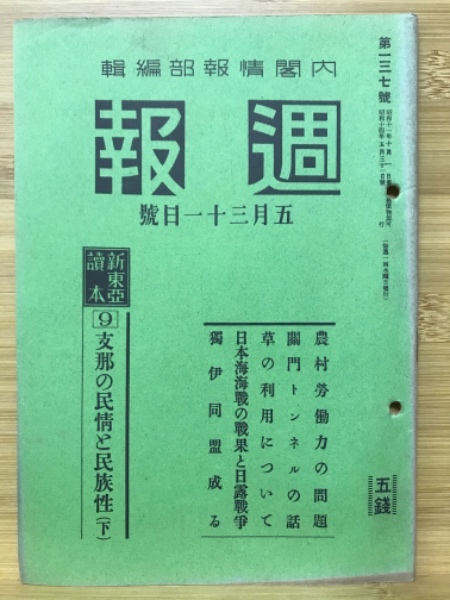 內閣情報部編輯
週報
五月三十一日號
第一三七號
五錢
農村勞働力の問題
關門トンネルの話
草の利用について
日本海海戰の戰果と日露戰爭
獨伊同盟成る
新東亞讀本
9
支那の民情と民族性(下)